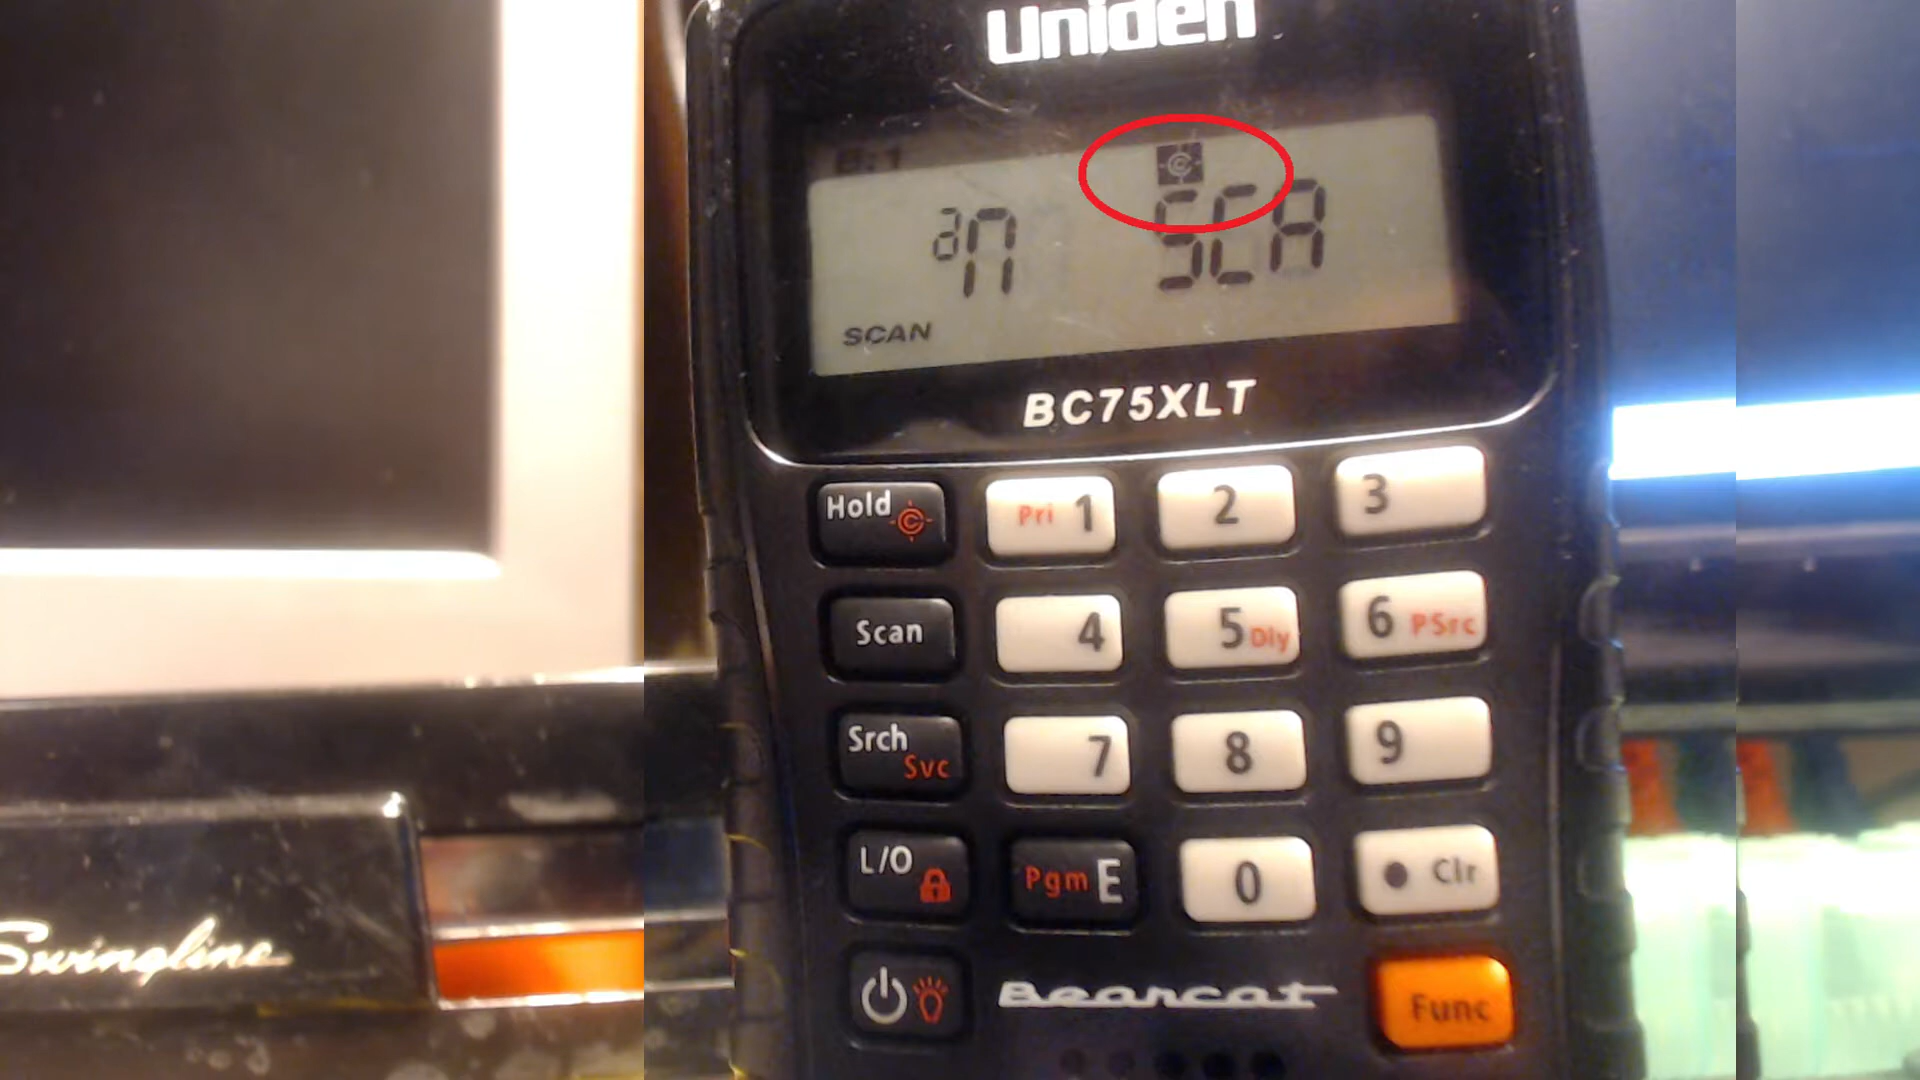 Uniden
B:1
an SCA
SCAN
BC75XLT
Hold Pri 1 2 3
Scan 4 5 Dly 6 PSrc
Srch Svc 7 8 9
L/O Pgm E 0 • Clr
Bearcat Func
Swingline